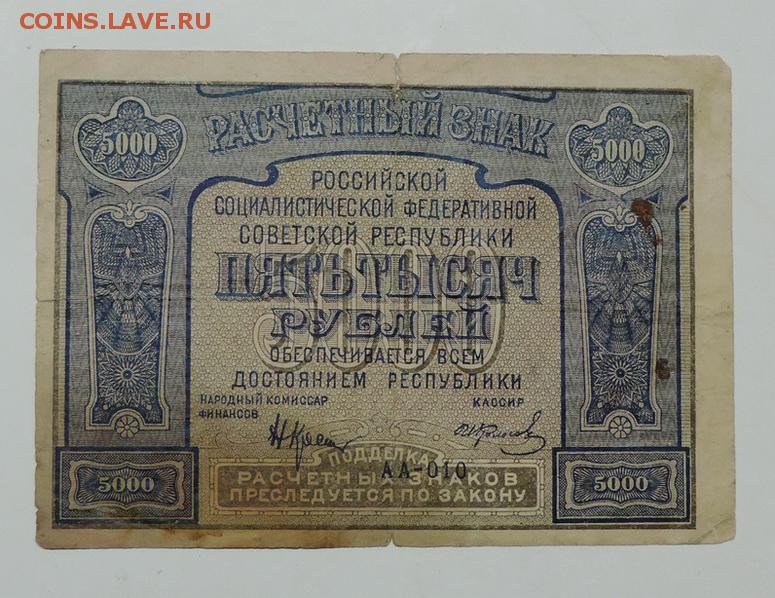 COINS.LAVE.RU
РАСЧЕТНЫЙ ЗНАК
5000
5000
РОССИЙСКОЙ
СОЦИАЛИСТИЧЕСКОЙ ФЕДЕРАТИВНОЙ
СОВЕТСКОЙ РЕСПУБЛИКИ
5000
ПЯТЬ ТЫСЯЧ
РУБЛЕЙ
ОБЕСПЕЧИВАЕТСЯ ВСЕМ
ДОСТОЯНИЕМ РЕСПУБЛИКИ
НАРОДНЫЙ КОМИССАР
ФИНАНСОВ
КАССИР
ПОДДЕЛКА
АА-010
РАСЧЕТНЫХ ЗНАКОВ
ПРЕСЛЕДУЕТСЯ ПО ЗАКОНУ
5000
5000